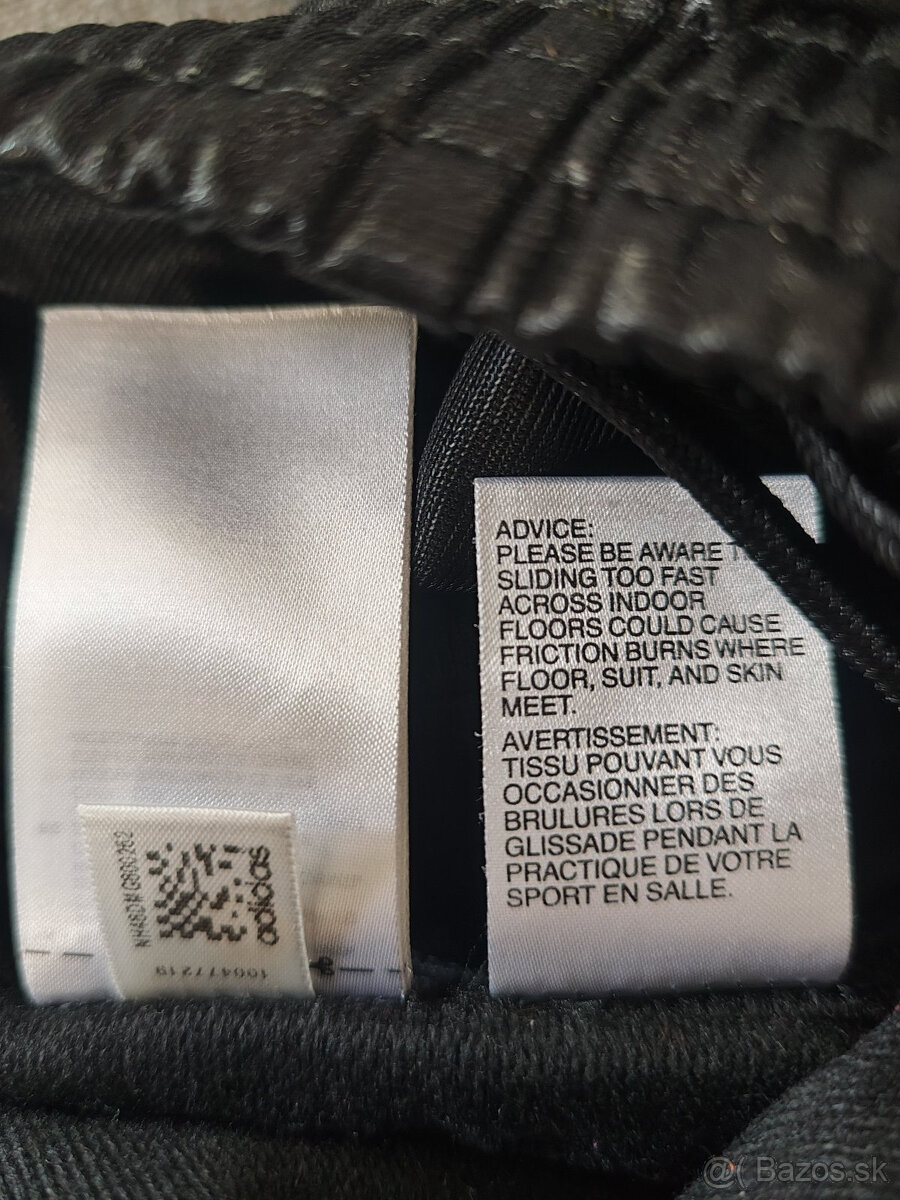 ADVICE:
PLEASE BE AWARE
SLIDING TOO FAST
ACROSS INDOOR
FLOORS COULD CAUSE
FRICTION BURNS WHERE
FLOOR, SUIT, AND SKIN
MEET.
AVERTISSEMENT:
TISSU POUVANT VOUS
OCCASIONNER DES
BRULURES LORS DE
GLISSADE PENDANT LA
PRACTIQUE DE VOTRE
SPORT EN SALLE.
adidas
@( Bazos.sk